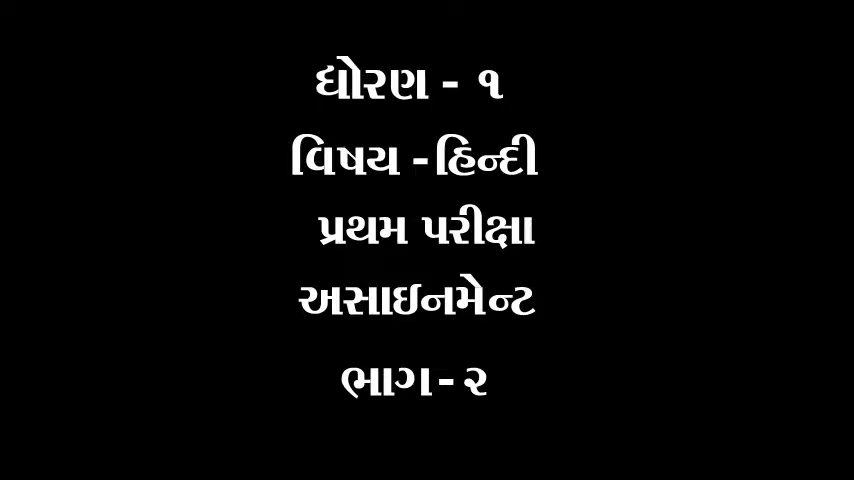 ધોરણ - ૧
વિષય - હિન્દી
પ્રથમ પરીક્ષા
અસાઇનમેન્ટ
ભાગ - ૨